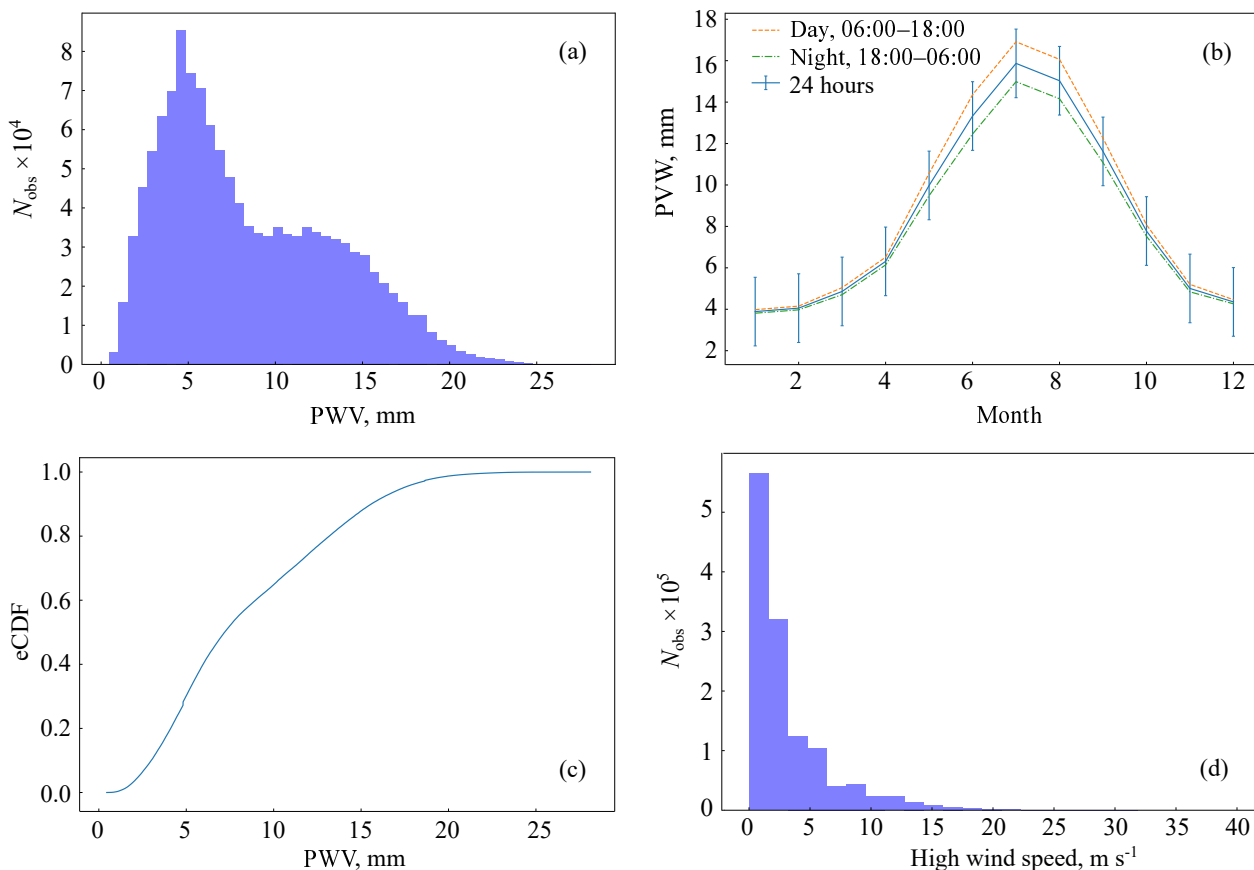 (a)
N_obs ×10⁴
8
7
6
5
4
3
2
1
0
0 5 10 15 20 25
PWV, mm
(b)
Day, 06:00–18:00
Night, 18:00–06:00
24 hours
PVW, mm
18
16
14
12
10
8
6
4
2
2 4 6 8 10 12
Month
(c)
eCDF
1.0
0.8
0.6
0.4
0.2
0.0
0 5 10 15 20 25
PWV, mm
(d)
N_obs ×10⁵
5
4
3
2
1
0
0 5 10 15 20 25 30 35 40
High wind speed, m s⁻¹